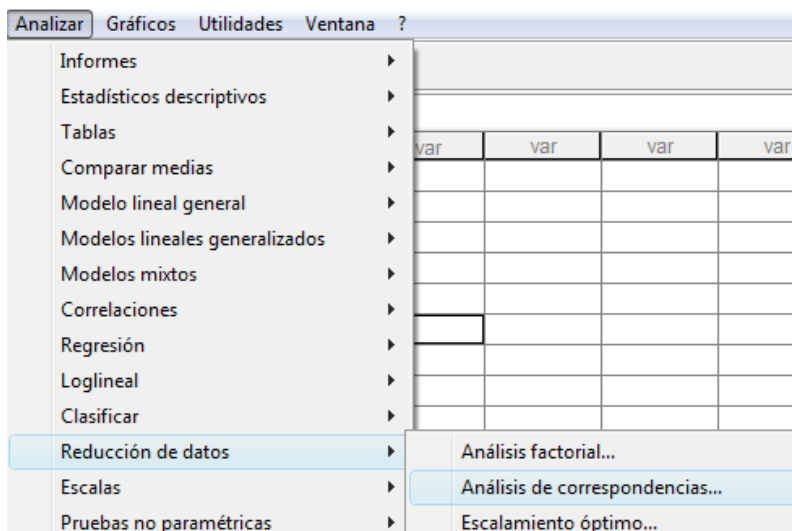 Analizar Gráficos Utilidades Ventana ?
Informes
Estadísticos descriptivos
Tablas
var var var var
Comparar medias
Modelo lineal general
Modelos lineales generalizados
Modelos mixtos
Correlaciones
Regresión
Loglineal
Clasificar
Reducción de datos
Análisis factorial...
Escalas
Análisis de correspondencias...
Pruebas no paramétricas
Escalamiento óptimo...